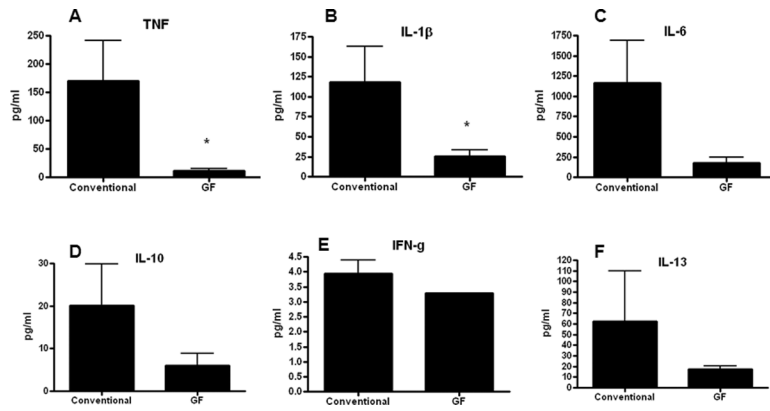 A
TNF
pg/ml
250
200
150
100
50
0
*
Conventional GF
B
IL-1β
pg/ml
175
150
125
100
75
50
25
0
*
Conventional GF
C
IL-6
pg/ml
1750
1500
1250
1000
750
500
250
0
Conventional GF
D
IL-10
pg/ml
30
20
10
0
Conventional GF
E
IFN-g
pg/ml
4.5
4.0
3.5
3.0
2.5
2.0
1.5
1.0
0.5
0.0
Conventional GF
F
IL-13
pg/ml
120
110
100
90
80
70
60
50
40
30
20
10
0
Conventional GF